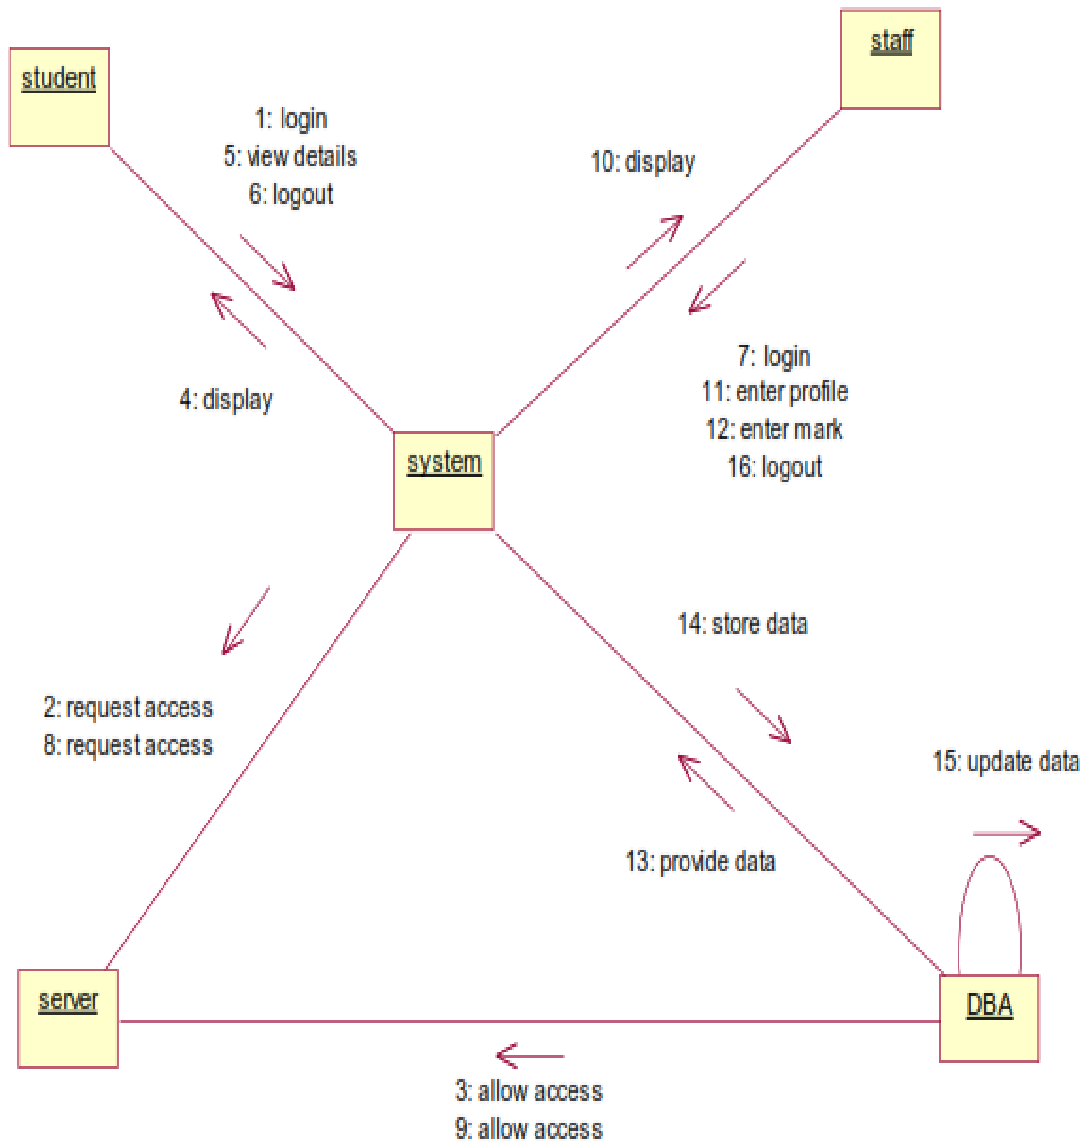 staff
student
1: login
5: view details
6: logout
10: display
7: login
11: enter profile
12: enter mark
16: logout
4: display
system
14: store data
2: request access
8: request access
15: update data
13: provide data
server
DBA
3: allow access
9: allow access